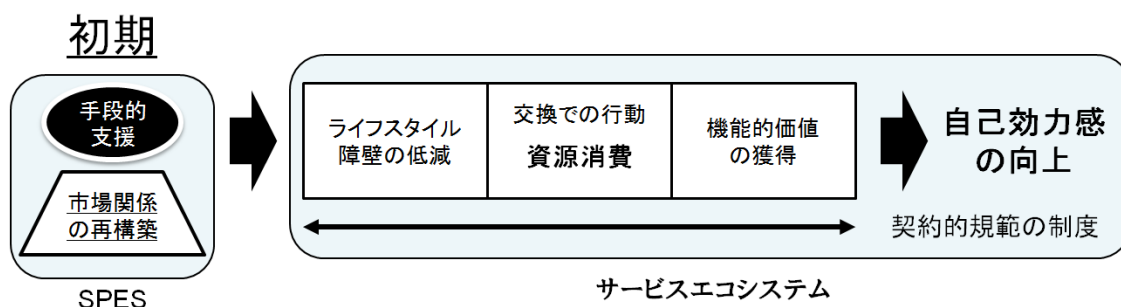 初期
手段的
支援
市場関係
の再構築
SPES
ライフスタイル
障壁の低減
交換での行動
資源消費
機能的価値
の獲得
自己効力感
の向上
契約的規範の制度
サービスエコシステム